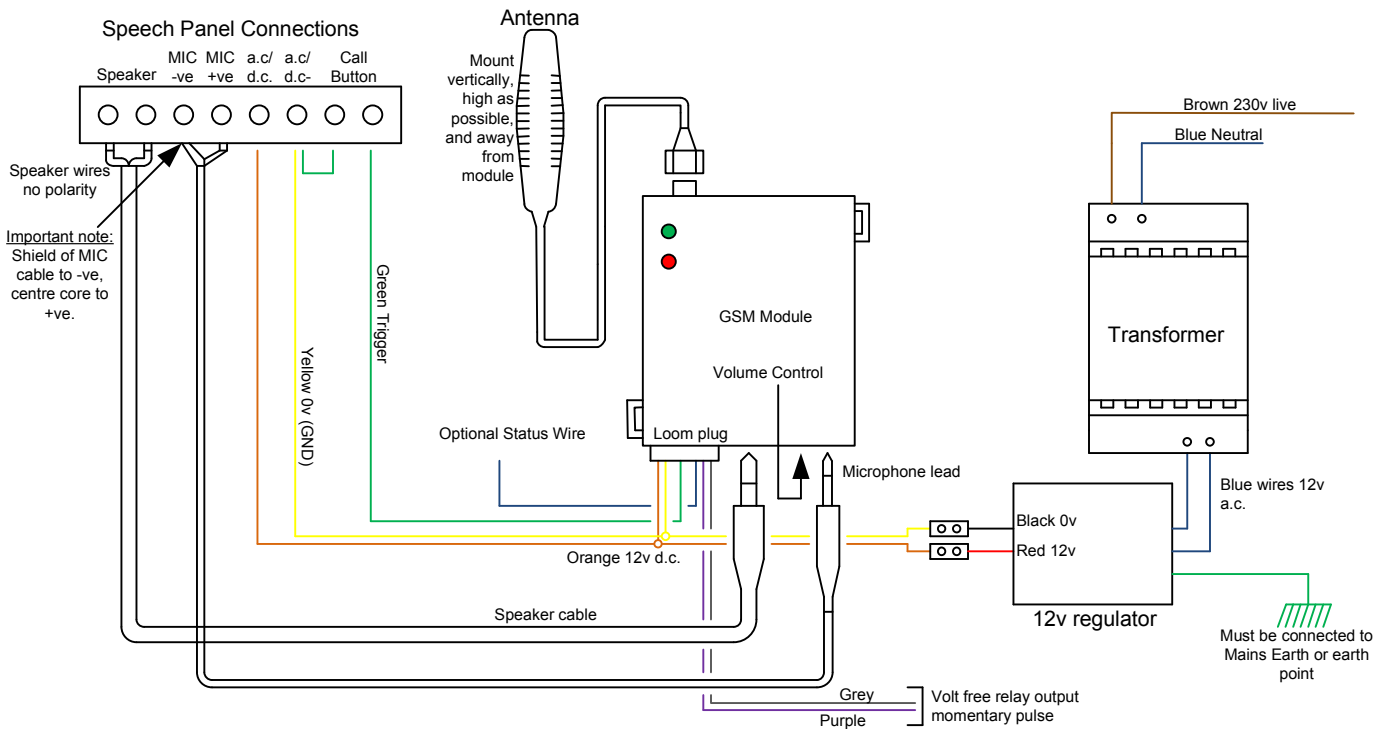 Speech Panel Connections
Speaker
MIC
-ve
MIC
+ve
a.c/
d.c.
a.c/
d.c-
Call
Button
Speaker wires
no polarity
Important note:
Shield of MIC
cable to -ve,
centre core to
+ve.
Antenna
Mount
vertically,
high as
possible,
and away
from
module
Green Trigger
Yellow 0v (GND)
GSM Module
Volume Control
Optional Status Wire
Loom plug
Microphone lead
Orange 12v d.c.
Speaker cable
Grey
Purple
Volt free relay output
momentary pulse
Brown 230v live
Blue Neutral
Transformer
Blue wires 12v
a.c.
Black 0v
Red 12v
12v regulator
Must be connected to
Mains Earth or earth
point